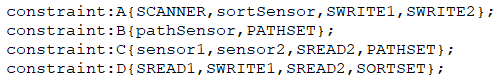 constraint:A{SCANNER,sortSensor,SWRITE1,SWRITE2};
constraint:B{pathSensor,PATHSET};
constraint:C{sensor1,sensor2,SREAD2,PATHSET};
constraint:D{SREAD1,SWRITE1,SREAD2,SORTSET};